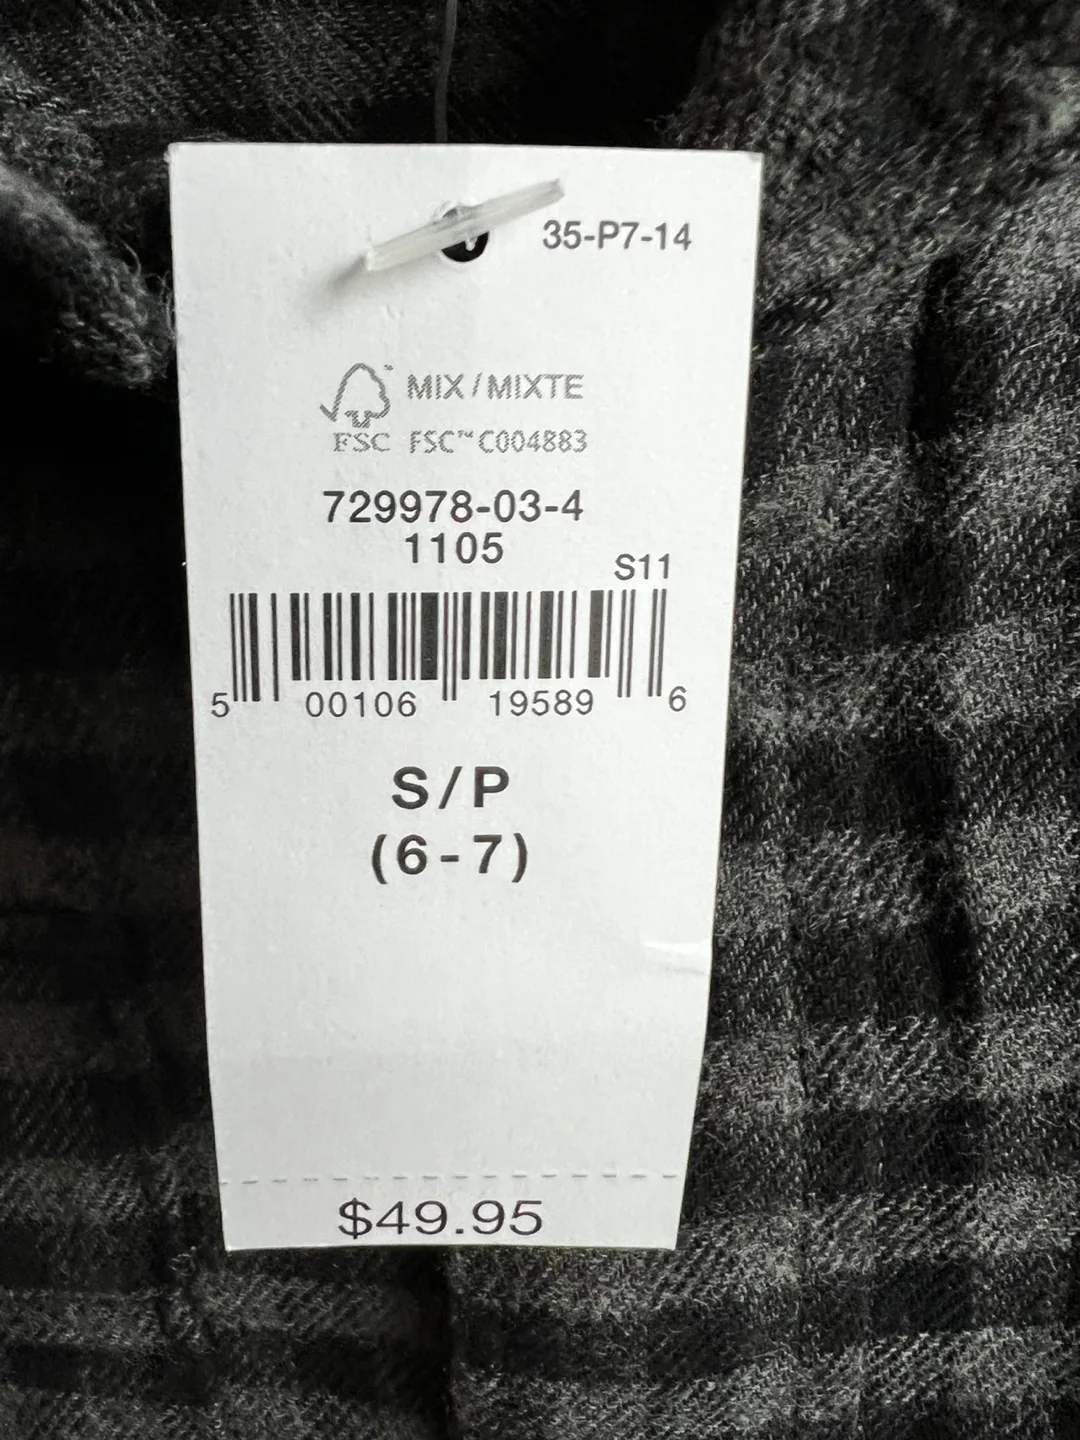 35-P7-14
MIX / MIXTE
FSC FSC™ C004883
729978-03-4
1105
S11
5 00106 19589 6
S/P
(6-7)
$49.95